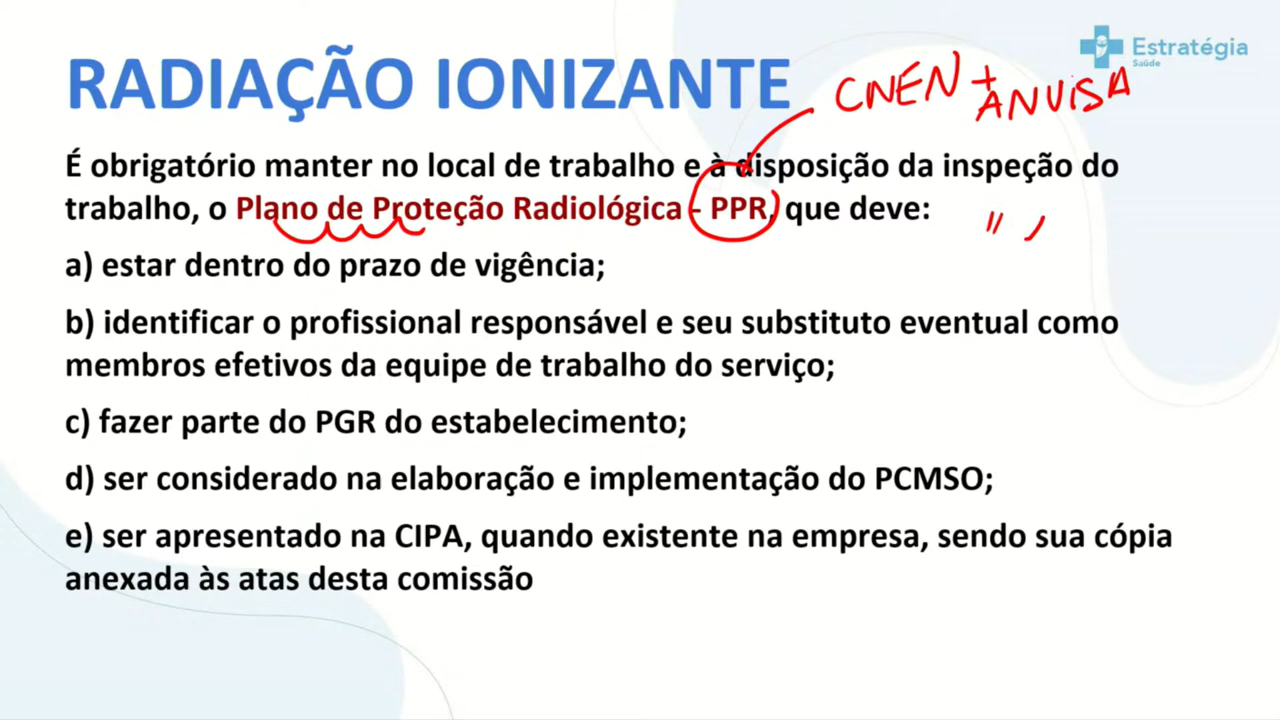 Estratégia
Saúde
RADIAÇÃO IONIZANTE
CNEN +
ANVISA
É obrigatório manter no local de trabalho e à disposição da inspeção do
trabalho, o Plano de Proteção Radiológica - PPR, que deve:
a) estar dentro do prazo de vigência;
b) identificar o profissional responsável e seu substituto eventual como
membros efetivos da equipe de trabalho do serviço;
c) fazer parte do PGR do estabelecimento;
d) ser considerado na elaboração e implementação do PCMSO;
e) ser apresentado na CIPA, quando existente na empresa, sendo sua cópia
anexada às atas desta comissão